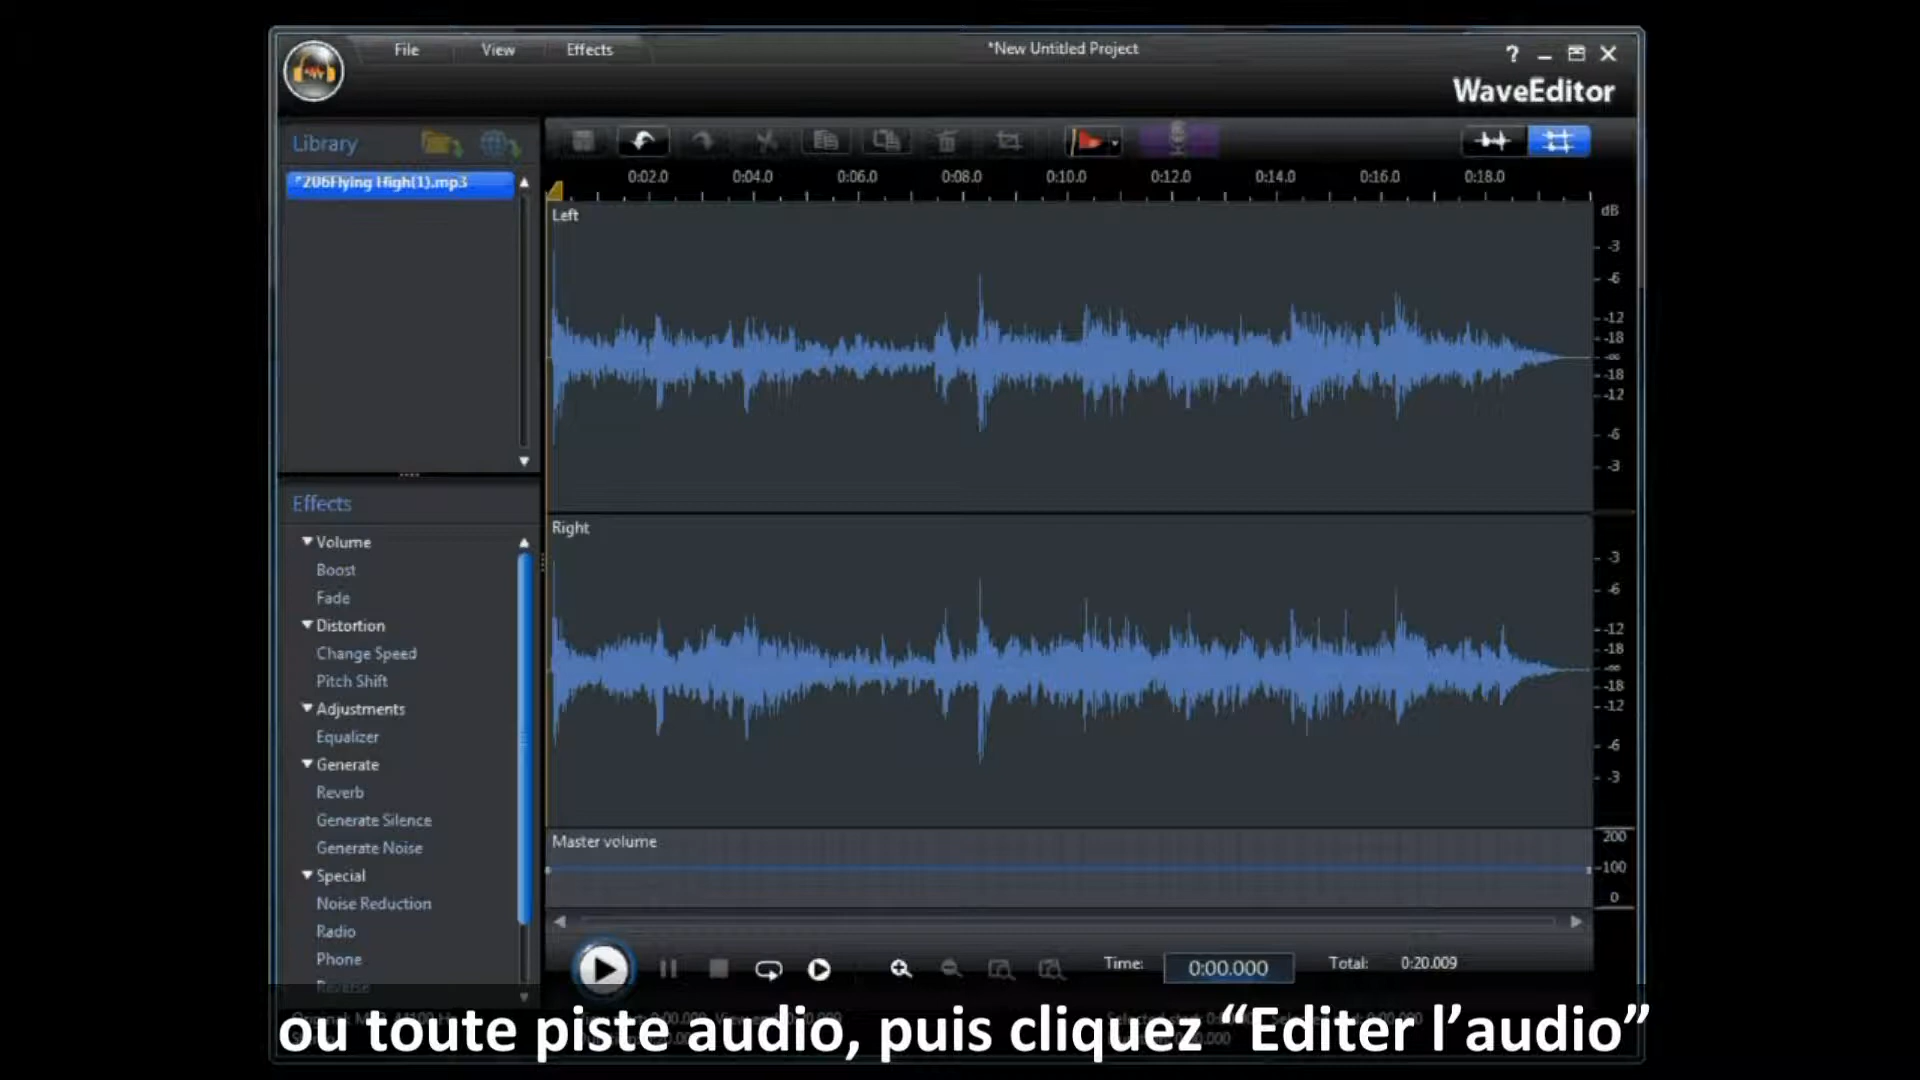 File View Effects
*New Untitled Project
?
WaveEditor
Library
*206Flying High(1).mp3
0:02.0 0:04.0 0:06.0 0:08.0 0:10.0 0:12.0 0:14.0 0:16.0 0:18.0
Left
dB
-3
-6
-12
-18
-∞
-18
-12
-6
-3
Effects
Volume
Boost
Fade
Distortion
Change Speed
Pitch Shift
Adjustments
Equalizer
Generate
Reverb
Generate Silence
Generate Noise
Special
Noise Reduction
Radio
Phone
Reverse
Right
-3
-6
-12
-18
-∞
-18
-12
-6
-3
Master volume
200
100
0
Time: 0:00.000 Total: 0:20.009
ou toute piste audio, puis cliquez “Editer l’audio”